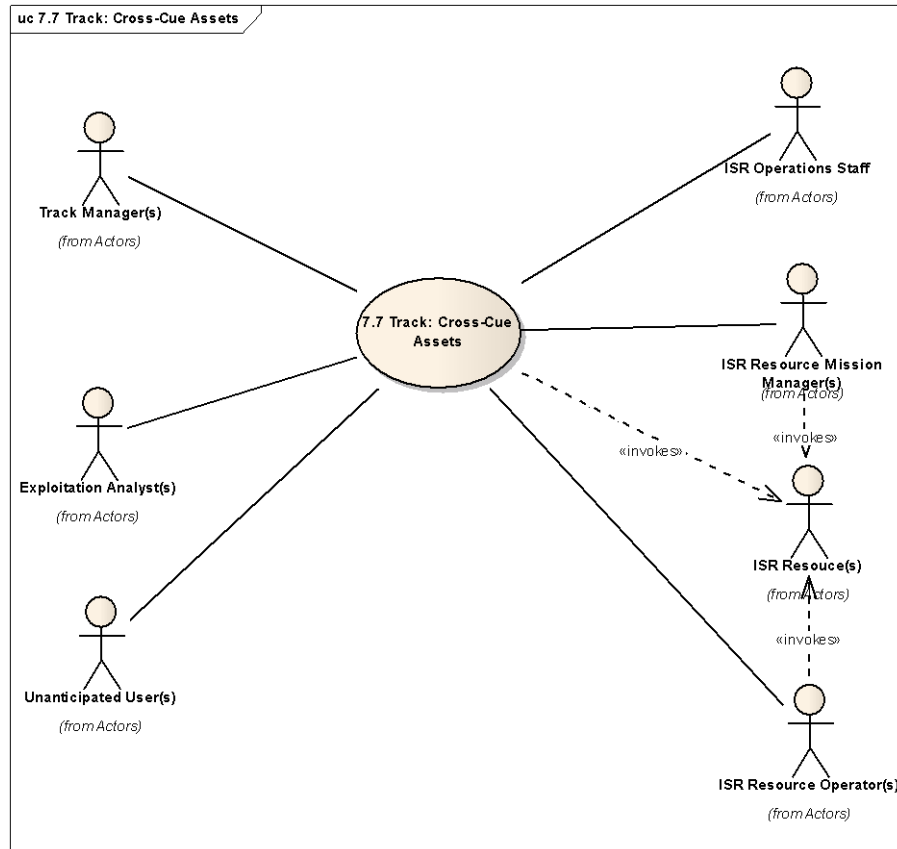 uc 7.7 Track: Cross-Cue Assets
Track Manager(s)
(from Actors)
ISR Operations Staff
(from Actors)
7.7 Track: Cross-Cue
Assets
ISR Resource Mission
Manager(s)
(from Actors)
«invokes»
«invokes»
Exploitation Analyst(s)
(from Actors)
ISR Resouce(s)
(from Actors)
«invokes»
Unanticipated User(s)
(from Actors)
ISR Resource Operator(s)
(from Actors)